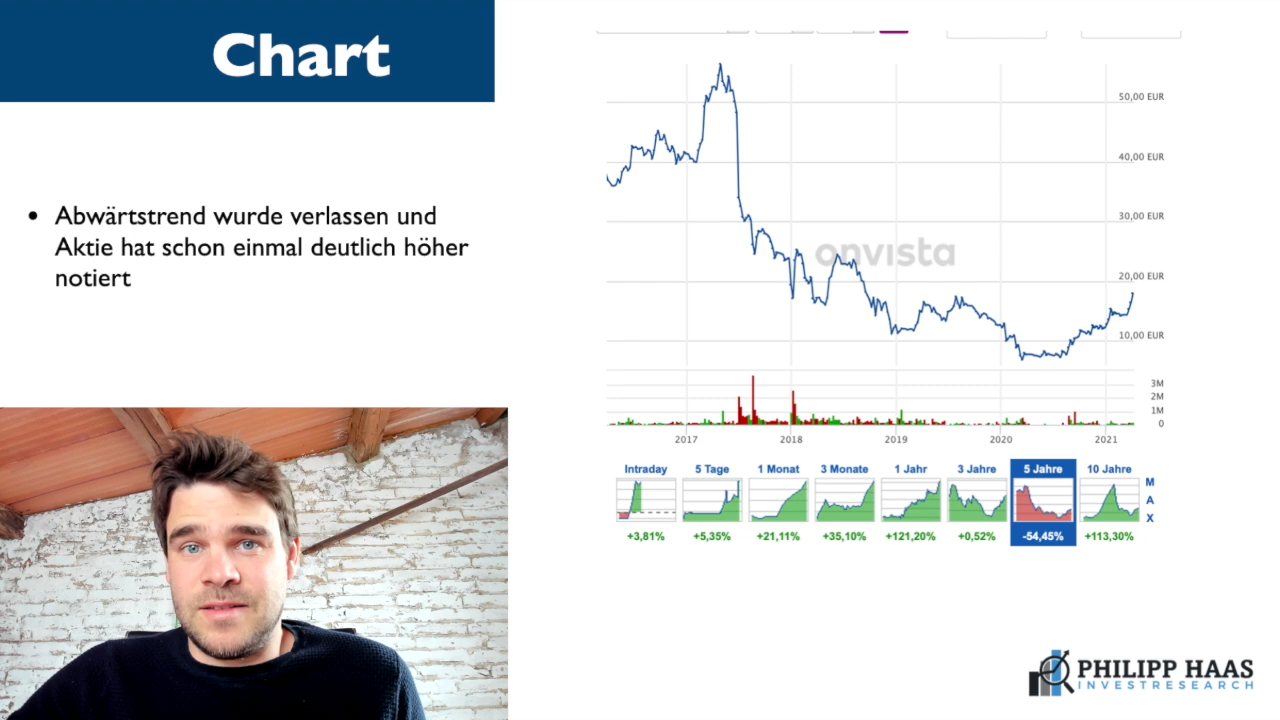 Chart
• Abwärtstrend wurde verlassen und
Aktie hat schon einmal deutlich höher
notiert
50,00 EUR
40,00 EUR
30,00 EUR
onvista
20,00 EUR
10,00 EUR
3M
2M
1M
0
2017 2018 2019 2020 2021
Intraday 5 Tage 1 Monat 3 Monate 1 Jahr 3 Jahre 5 Jahre 10 Jahre
M
A
X
+3,81% +5,35% +21,11% +35,10% +121,20% +0,52% -54,45% +113,30%
PHILIPP HAAS
INVESTRESEARCH